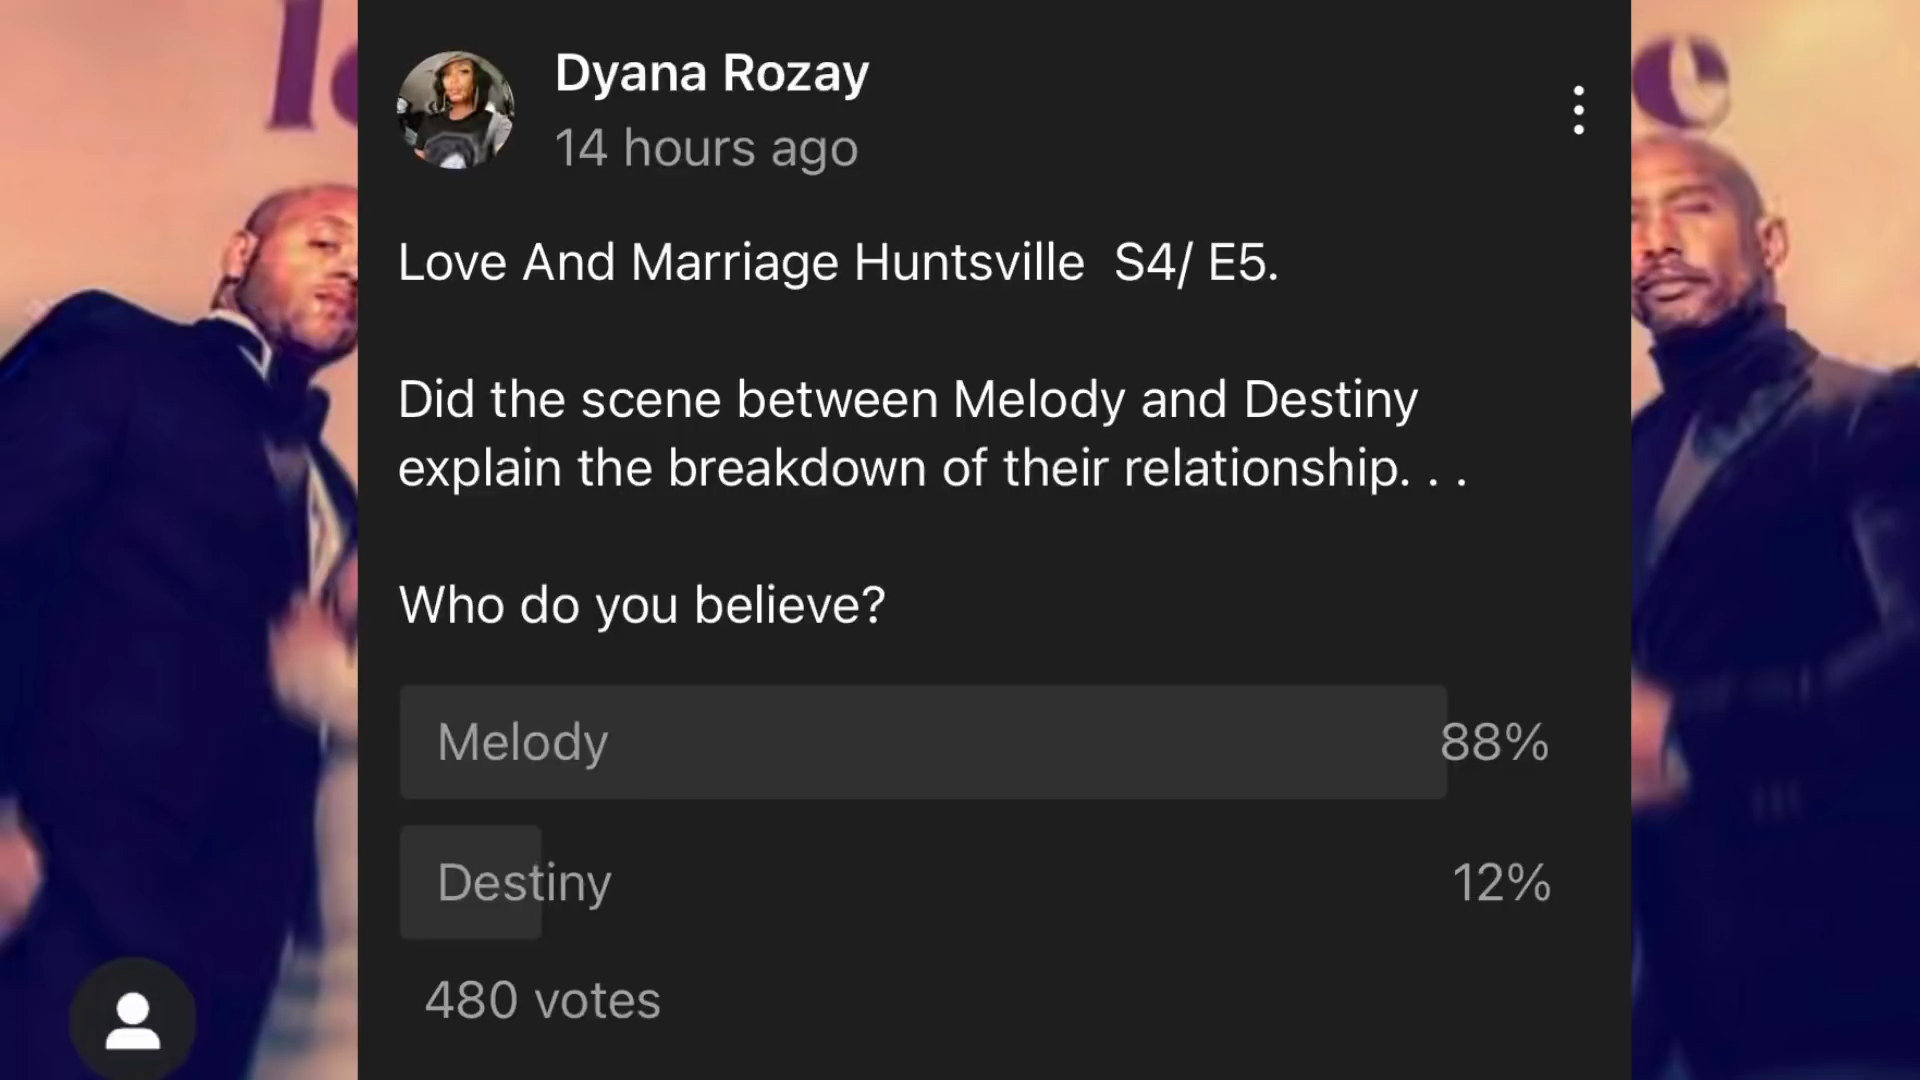 Dyana Rozay
14 hours ago
Love And Marriage Huntsville S4/ E5.
Did the scene between Melody and Destiny
explain the breakdown of their relationship. . .
Who do you believe?
Melody 88%
Destiny 12%
480 votes